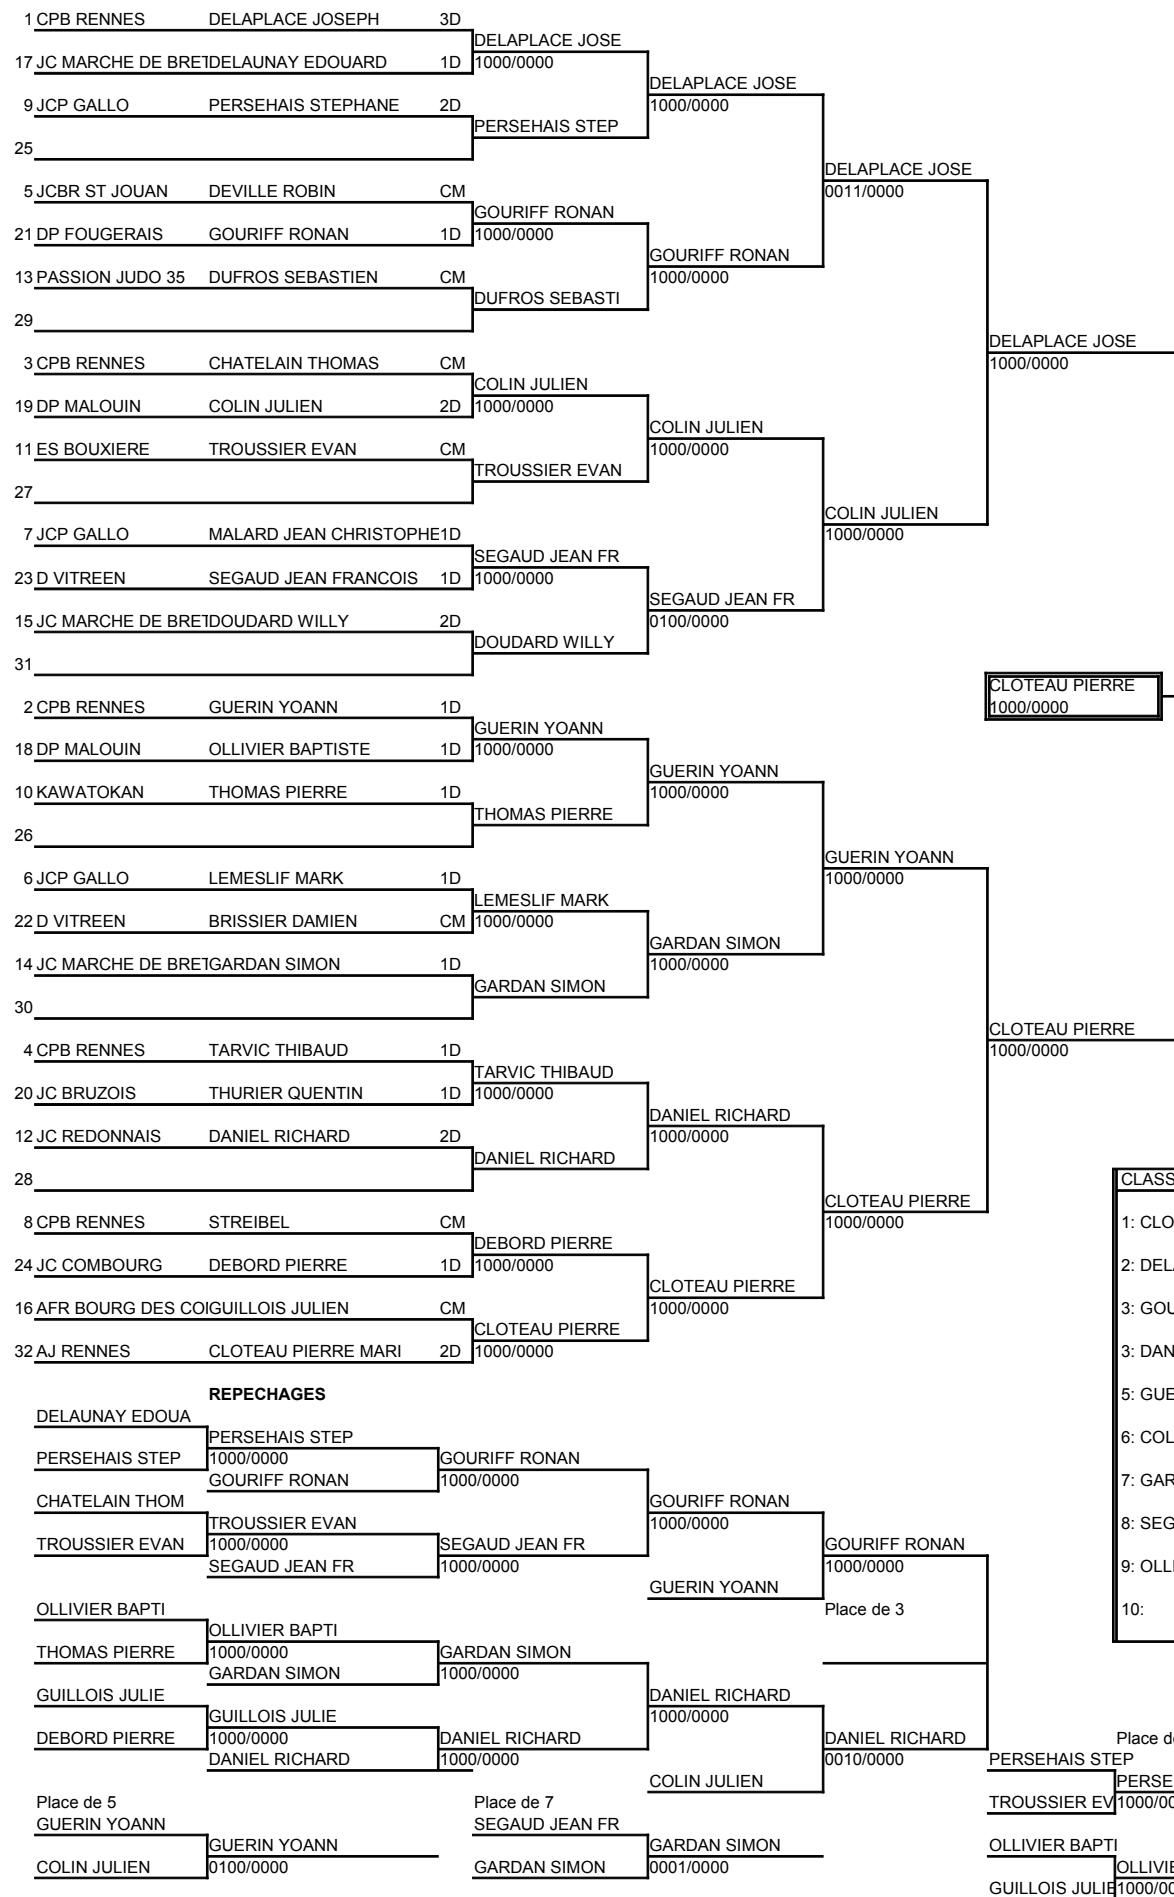 1 CPB RENNES DELAPLACE JOSEPH 3D
DELAPLACE JOSE
17 JC MARCHE DE BRET DELAUNAY EDOUARD 1D 1000/0000
DELAPLACE JOSE
9 JCP GALLO PERSEHAIS STEPHANE 2D 1000/0000
PERSEHAIS STEP
25
DELAPLACE JOSE
5 JCBR ST JOUAN DEVILLE ROBIN CM 0011/0000
GOURIFF RONAN
21 DP FOUGERAIS GOURIFF RONAN 1D 1000/0000
GOURIFF RONAN
13 PASSION JUDO 35 DUFROS SEBASTIEN CM 1000/0000
DUFROS SEBASTI
29
DELAPLACE JOSE
3 CPB RENNES CHATELAIN THOMAS CM 1000/0000
COLIN JULIEN
19 DP MALOUIN COLIN JULIEN 2D 1000/0000
COLIN JULIEN
11 ES BOUXIERE TROUSSIER EVAN CM 1000/0000
TROUSSIER EVAN
27
COLIN JULIEN
7 JCP GALLO MALARD JEAN CHRISTOPHE 1D 1000/0000
SEGAUD JEAN FR
23 D VITREEN SEGAUD JEAN FRANCOIS 1D 1000/0000
SEGAUD JEAN FR
15 JC MARCHE DE BRET DOUDARD WILLY 2D 0100/0000
DOUDARD WILLY
31
CLOTEAU PIERRE
2 CPB RENNES GUERIN YOANN 1D 1000/0000
GUERIN YOANN
18 DP MALOUIN OLLIVIER BAPTISTE 1D 1000/0000
GUERIN YOANN
10 KAWATOKAN THOMAS PIERRE 1D 1000/0000
THOMAS PIERRE
26
GUERIN YOANN
6 JCP GALLO LEMESLIF MARK 1D 1000/0000
LEMESLIF MARK
22 D VITREEN BRISSIER DAMIEN CM 1000/0000
GARDAN SIMON
14 JC MARCHE DE BRET GARDAN SIMON 1D 1000/0000
GARDAN SIMON
30
CLOTEAU PIERRE
4 CPB RENNES TARVIC THIBAUD 1D 1000/0000
TARVIC THIBAUD
20 JC BRUZOIS THURIER QUENTIN 1D 1000/0000
DANIEL RICHARD
12 JC REDONNAIS DANIEL RICHARD 2D 1000/0000
DANIEL RICHARD
28 CLASS
CLOTEAU PIERRE
8 CPB RENNES STREIBEL CM 1000/0000 1: CLO
DEBORD PIERRE
24 JC COMBOURG DEBORD PIERRE 1D 1000/0000 2: DEL
CLOTEAU PIERRE
16 AFR BOURG DES COI GUILLOIS JULIEN CM 1000/0000 3: GOU
CLOTEAU PIERRE
32 AJ RENNES CLOTEAU PIERRE MARI 2D 1000/0000 3: DAN
REPECHAGES 5: GUE
DELAUNAY EDOUA
PERSEHAIS STEP 6: COL
PERSEHAIS STEP 1000/0000 GOURIFF RONAN
GOURIFF RONAN 1000/0000 7: GAR
CHATELAIN THOM GOURIFF RONAN
TROUSSIER EVAN 1000/0000 8: SEG
TROUSSIER EVAN 1000/0000 SEGAUD JEAN FR GOURIFF RONAN
SEGAUD JEAN FR 1000/0000 1000/0000 9: OLLI
GUERIN YOANN
OLLIVIER BAPTI Place de 3 10:
OLLIVIER BAPTI
THOMAS PIERRE 1000/0000 GARDAN SIMON
GARDAN SIMON 1000/0000
GUILLOIS JULIE DANIEL RICHARD
GUILLOIS JULIE 1000/0000
DEBORD PIERRE 1000/0000 DANIEL RICHARD DANIEL RICHARD Place d
DANIEL RICHARD 1000/0000 0010/0000 PERSEHAIS STEP
COLIN JULIEN PERSE
Place de 5 Place de 7 TROUSSIER EV 1000/00
GUERIN YOANN SEGAUD JEAN FR
GUERIN YOANN GARDAN SIMON OLLIVIER BAPTI
COLIN JULIEN 0100/0000 GARDAN SIMON 0001/0000 OLLIVIE
GUILLOIS JULIE 1000/00